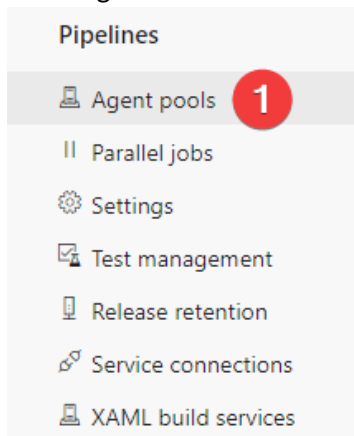 Pipelines
Agent pools 1
Parallel jobs
Settings
Test management
Release retention
Service connections
XAML build services